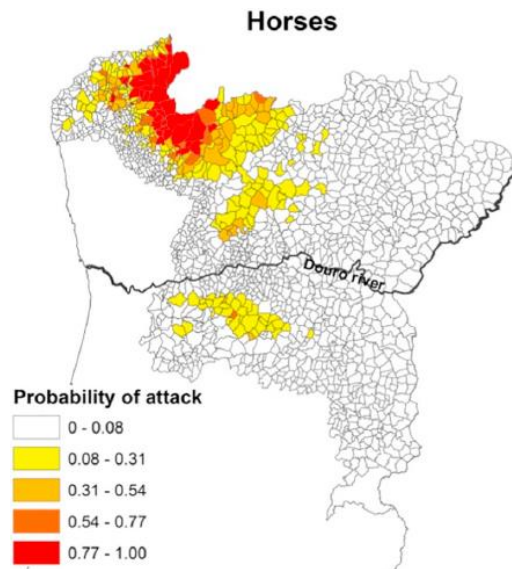 Horses
Douro river
Probability of attack
0 - 0.08
0.08 - 0.31
0.31 - 0.54
0.54 - 0.77
0.77 - 1.00